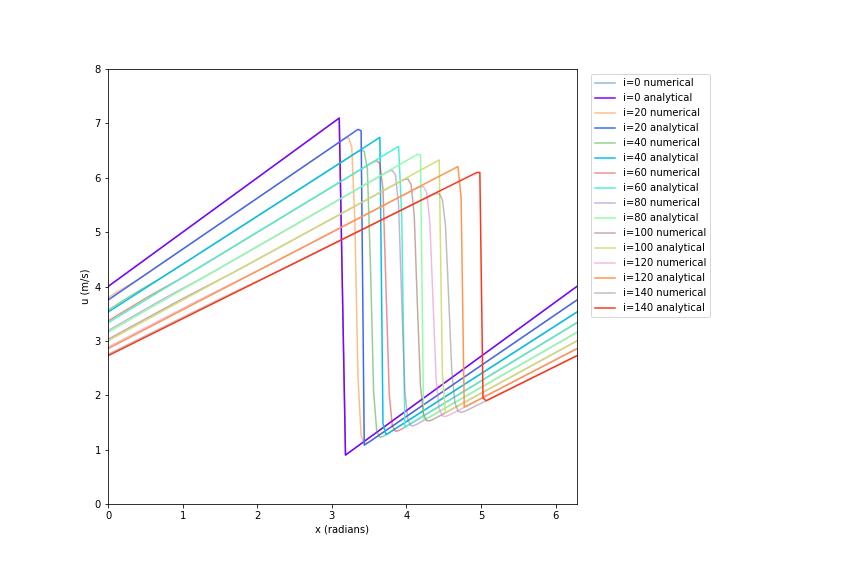 8
7
6
5
4
3
2
1
0
u (m/s)
0 1 2 3 4 5 6
x (radians)
i=0 numerical
i=0 analytical
i=20 numerical
i=20 analytical
i=40 numerical
i=40 analytical
i=60 numerical
i=60 analytical
i=80 numerical
i=80 analytical
i=100 numerical
i=100 analytical
i=120 numerical
i=120 analytical
i=140 numerical
i=140 analytical